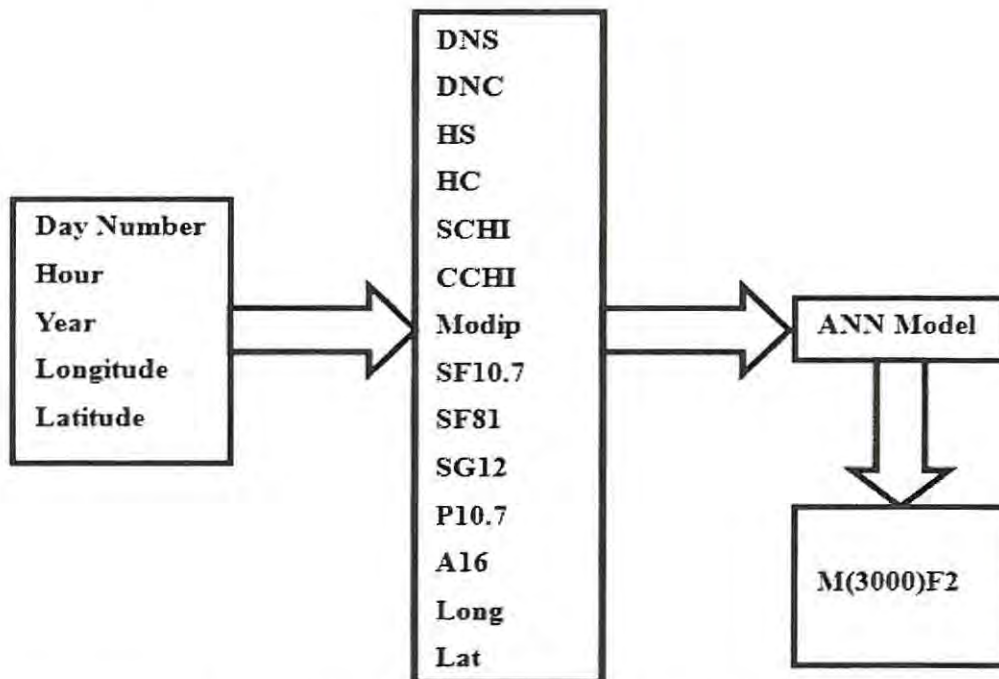 Day Number
Hour
Year
Longitude
Latitude
DNS
DNC
HS
HC
SCHI
CCHI
Modip
SF10.7
SF81
SG12
P10.7
A16
Long
Lat
ANN Model
M(3000)F2